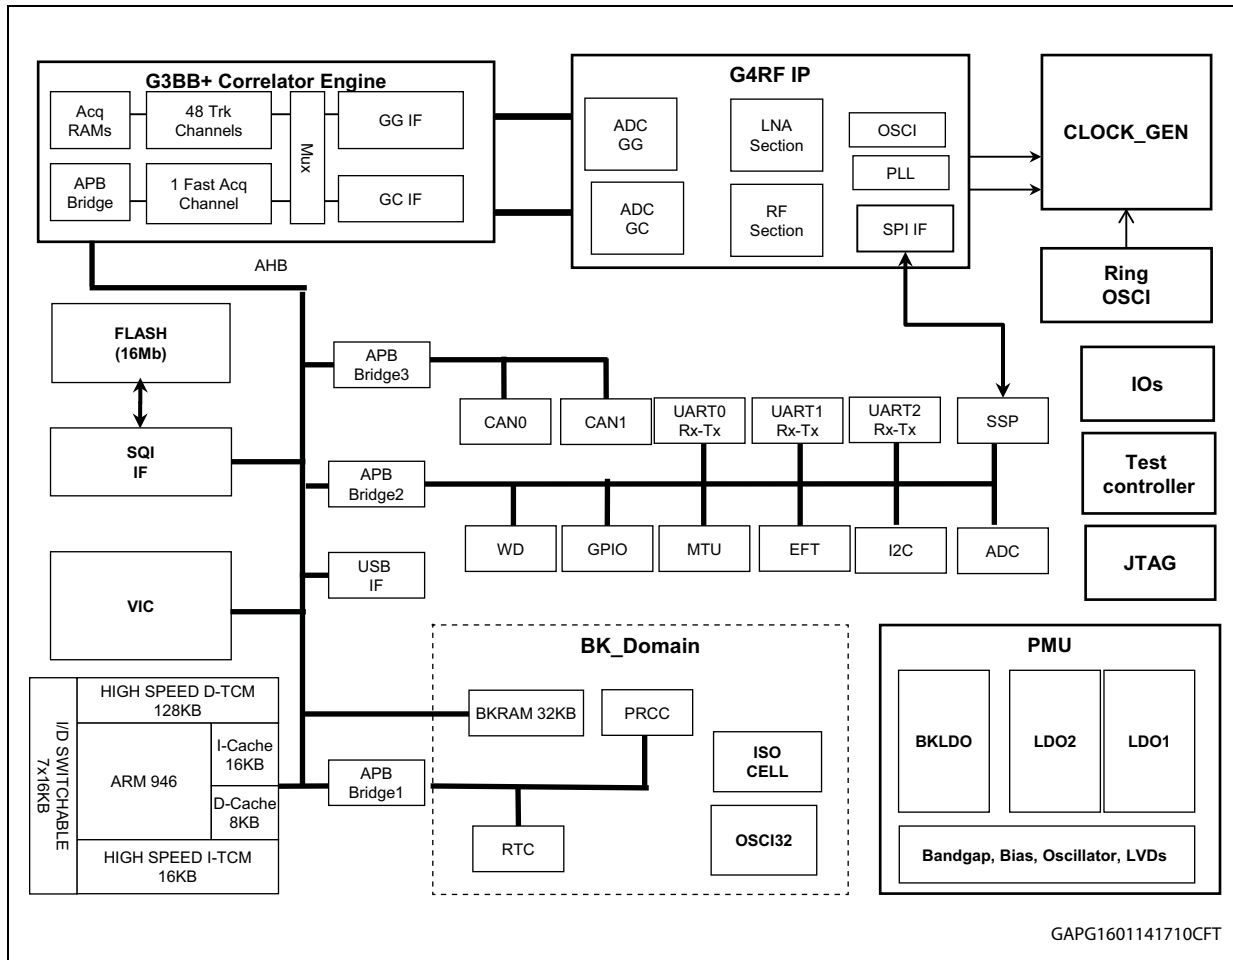 G3BB+ Correlator Engine
Acq
RAMs
48 Trk
Channels
Mux
GG IF
APB
Bridge
1 Fast Acq
Channel
GC IF
G4RF IP
ADC
GG
LNA
Section
OSCI
PLL
ADC
GC
RF
Section
SPI IF
CLOCK_GEN
Ring
OSCI
AHB
FLASH
(16Mb)
SQI
IF
VIC
APB
Bridge3
CAN0
CAN1
UART0
Rx-Tx
UART1
Rx-Tx
UART2
Rx-Tx
SSP
APB
Bridge2
WD
GPIO
MTU
EFT
I2C
ADC
USB
IF
IOs
Test
controller
JTAG
I/D SWITCHABLE
7x16KB
HIGH SPEED D-TCM
128KB
ARM 946
I-Cache
16KB
D-Cache
8KB
HIGH SPEED I-TCM
16KB
APB
Bridge1
BK_Domain
BKRAM 32KB
PRCC
ISO
CELL
RTC
OSCI32
PMU
BKLDO
LDO2
LDO1
Bandgap, Bias, Oscillator, LVDs
GAPG1601141710CFT